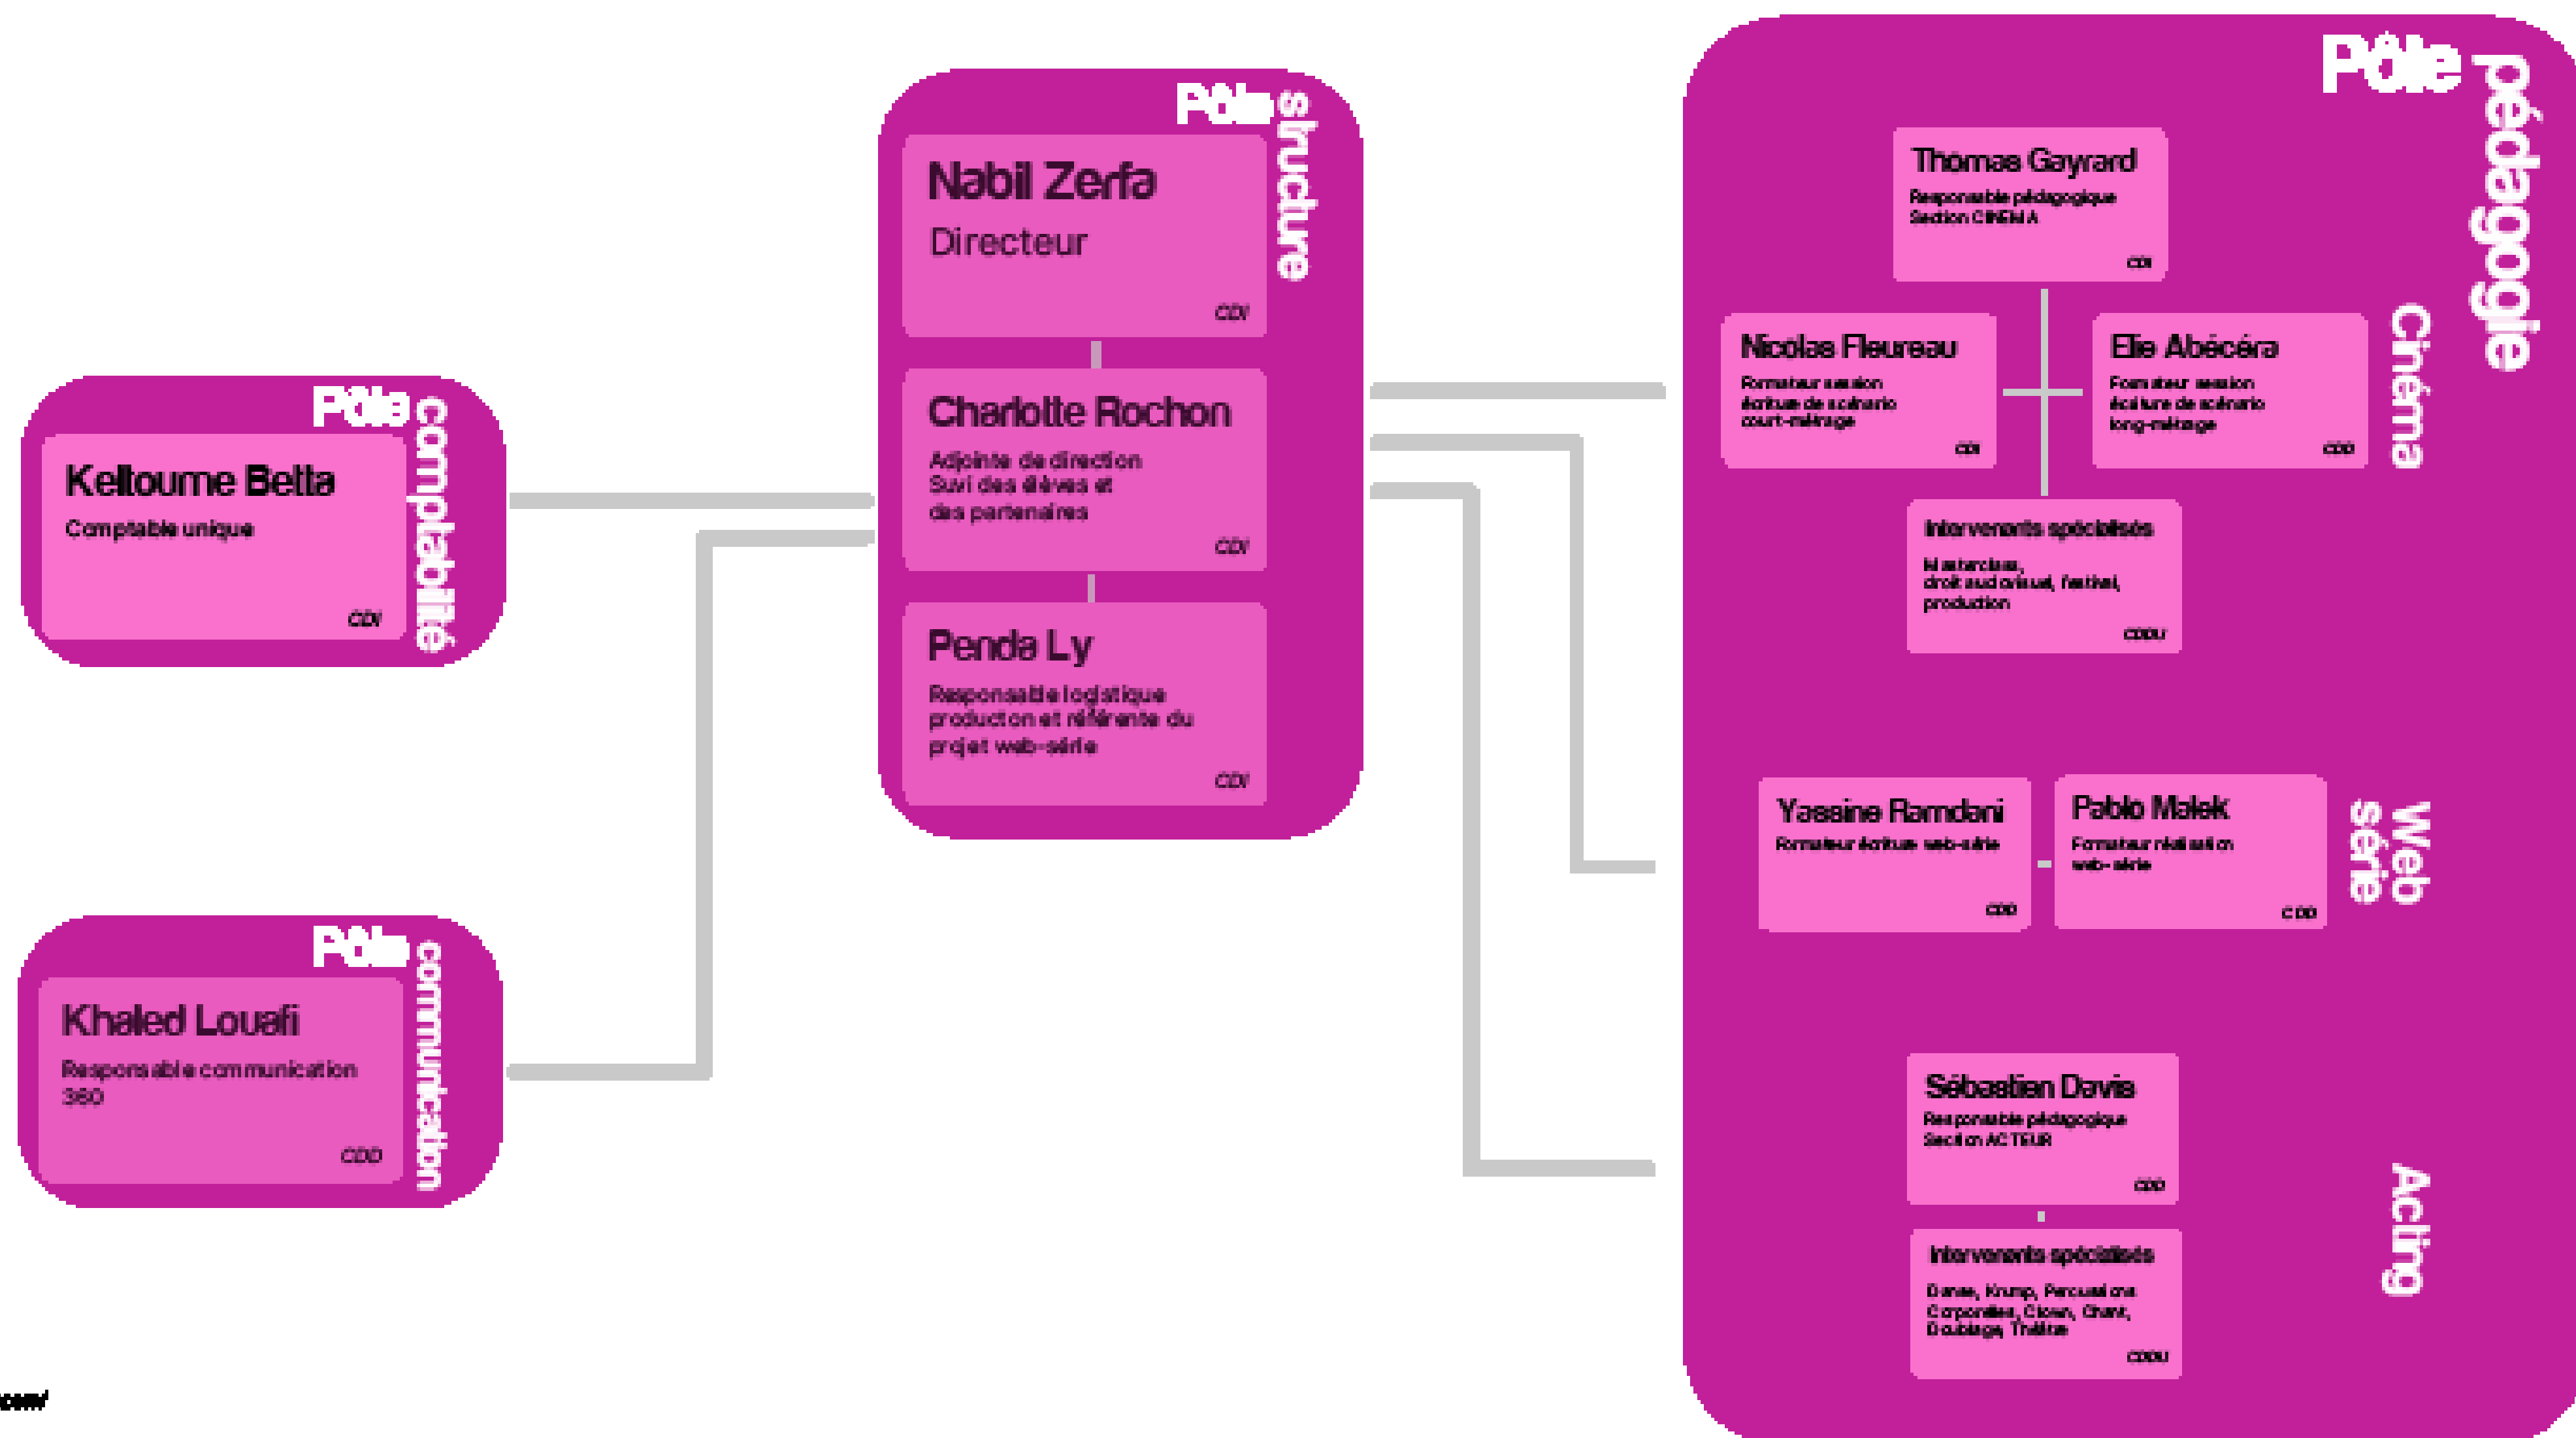 Pôle comptabilité
Keltoume Betta
Comptable unique
CDI
Pôle communication
Khaled Louafi
Responsable communication
360
CDD
Pôle structure
Nabil Zerfa
Directeur
CDI
Charlotte Rochon
Adjointe de direction
Suivi des élèves et
des partenaires
CDI
Penda Ly
Responsable logistique
production et référente du
projet web-série
CDI
Pôle pédagogie
Cinéma
Thomas Gayrard
Responsable pédagogique
Section CINEMA
CDI
Nicolas Fleureau
Formateur session
écriture de scénario
court-métrage
CDI
Elie Abécéra
Formateur session
écriture de scénario
long-métrage
CDD
Intervenants spécialisés
Masterclass,
droit audiovisuel, festival,
production
CDDU
Web
série
Yassine Ramdani
Formateur écriture web-série
CDD
Pablo Malek
Formateur réalisation
web-série
CDD
Acting
Sébastien Davis
Responsable pédagogique
Section ACTEUR
CDD
Intervenants spécialisés
Danse, Krump, Percussions
Corporelles, Clown, Chant,
Doublage, Théâtre
CDDU